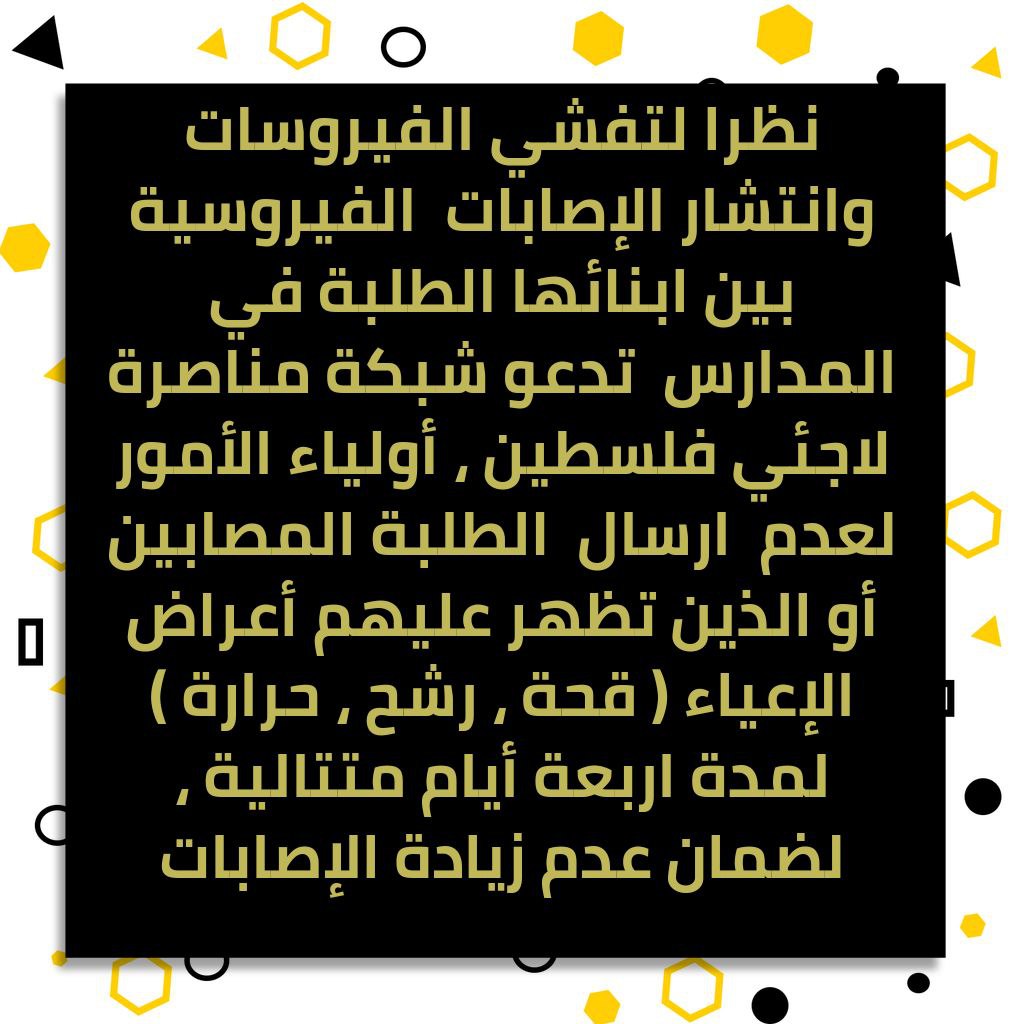 نظرا لتفشي الفيروسات
وانتشار الإصابات الفيروسية
بين ابنائها الطلبة في
المدارس تدعو شبكة مناصرة
لاجئي فلسطين , أولياء الأمور
لعدم ارسال الطلبة المصابين
أو الذين تظهر عليهم أعراض
الإعياء ( قحة , رشح , حرارة )
لمدة اربعة أيام متتالية ,
لضمان عدم زيادة الإصابات